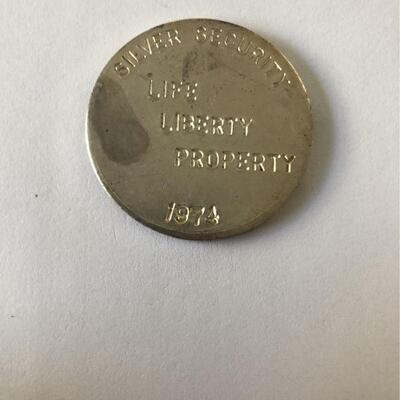 SILVER SECURITY
LIFE
LIBERTY
PROPERTY
1974